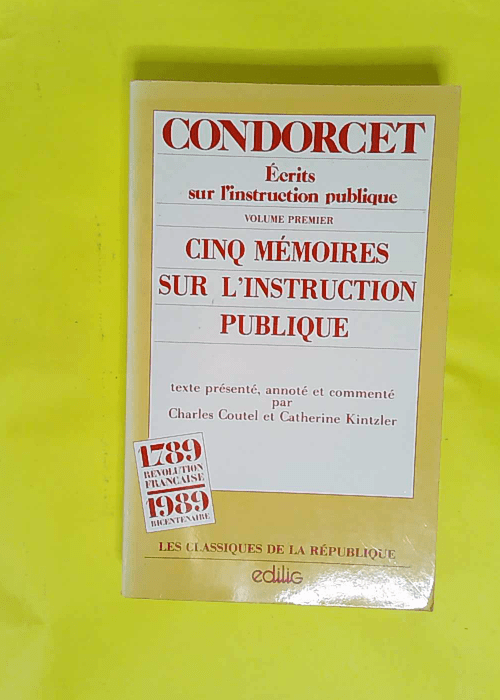 CONDORCET
Écrits
sur l'instruction publique
VOLUME PREMIER
CINQ MÉMOIRES
SUR L'INSTRUCTION
PUBLIQUE
texte présenté, annoté et commenté
par
Charles Coutel et Catherine Kintzler
1789
REVOLUTION
FRANÇAISE
1989
BICENTENAIRE
LES CLASSIQUES DE LA RÉPUBLIQUE
edilig